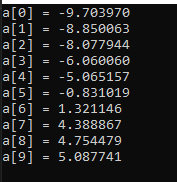 a[0] = -9.703970
a[1] = -8.850063
a[2] = -8.077944
a[3] = -6.060060
a[4] = -5.065157
a[5] = -0.831019
a[6] = 1.321146
a[7] = 4.388867
a[8] = 4.754479
a[9] = 5.087741